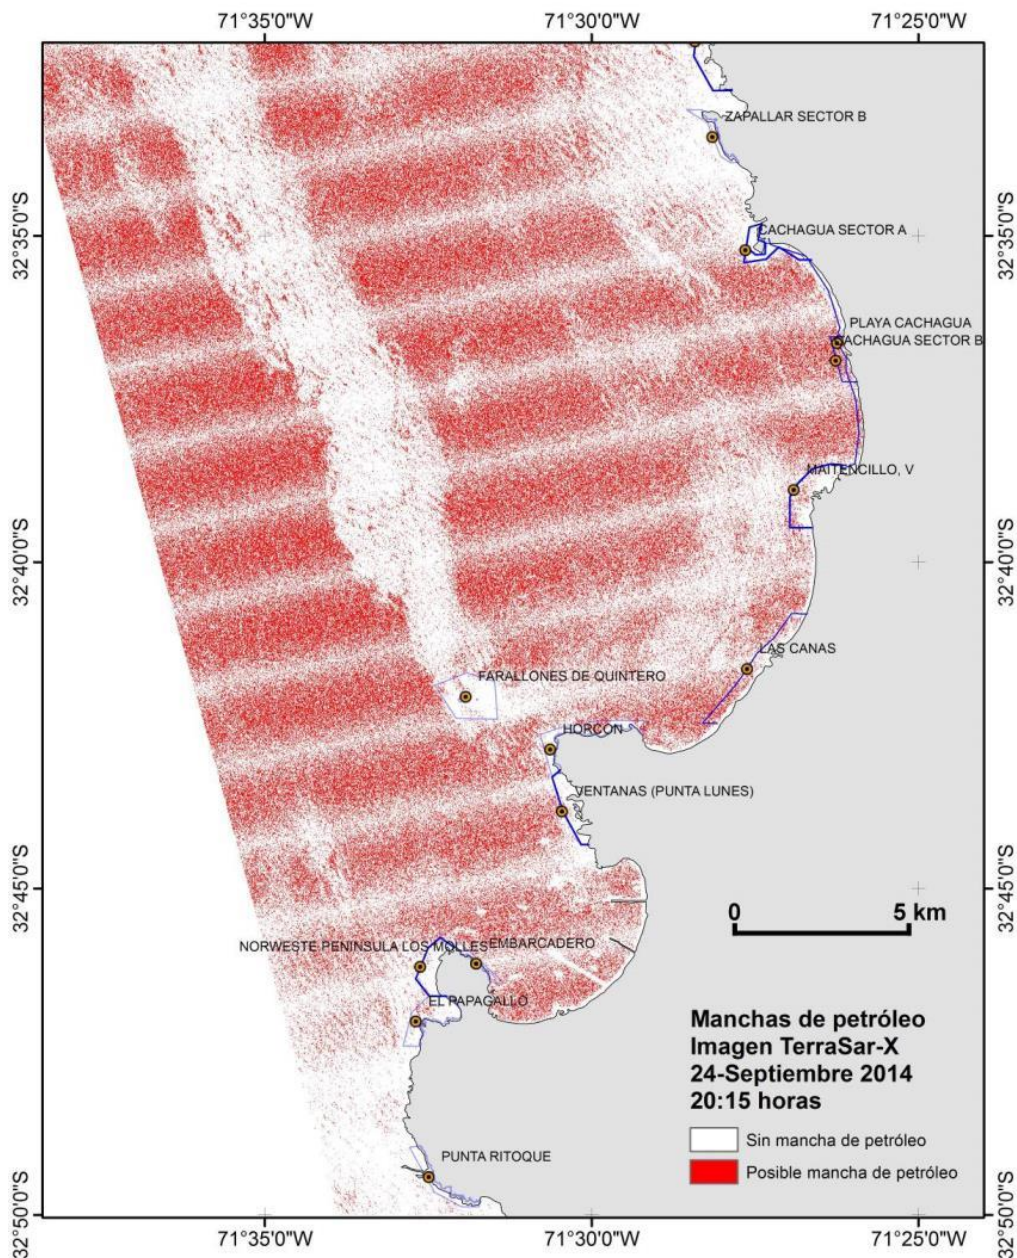 71°35'0"W 71°30'0"W 71°25'0"W
ZAPALLAR SECTOR B
32°35'0"S 32°35'0"S
CACHAGUA SECTOR A
PLAYA CACHAGUA
CACHAGUA SECTOR B
MAITENCILLO, V
32°40'0"S 32°40'0"S
LAS CANAS
FARALLONES DE QUINTERO
HORCON
VENTANAS (PUNTA LUNES)
32°45'0"S 32°45'0"S
0 5 km
NORWESTE PENINSULA LOS MOLLES EMBARCADERO
EL PAPAGALLO
Manchas de petróleo
Imagen TerraSar-X
24-Septiembre 2014
20:15 horas
Sin mancha de petróleo
Posible mancha de petróleo
PUNTA RITOQUE
32°50'0"S 32°50'0"S
71°35'0"W 71°30'0"W 71°25'0"W